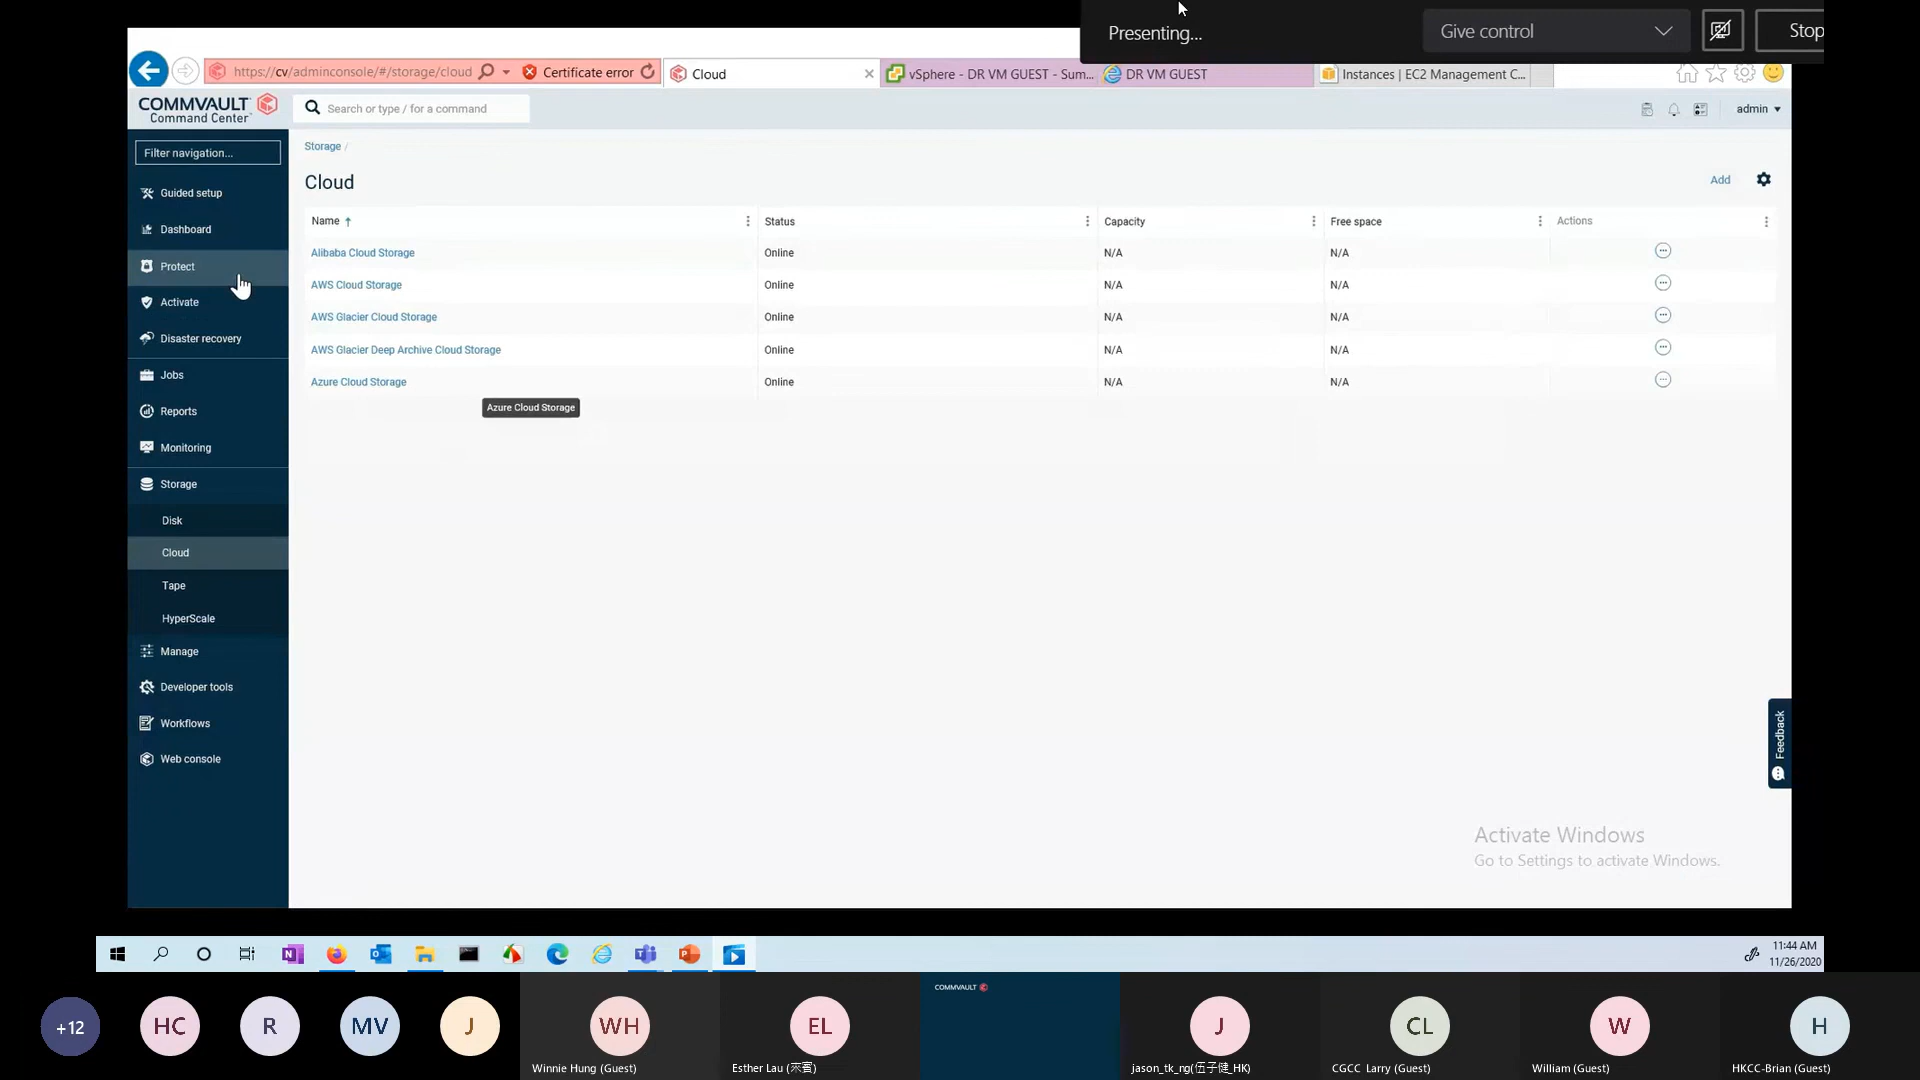 Presenting...
Give control
Stop
https://cv/adminconsole/#/storage/cloud
Certificate error
Cloud
vSphere - DR VM GUEST - Sum...
DR VM GUEST
Instances | EC2 Management C...
COMMVAULT
Command Center
Search or type / for a command
admin
Filter navigation...
Guided setup
Dashboard
Protect
Activate
Disaster recovery
Jobs
Reports
Monitoring
Storage
Disk
Cloud
Tape
HyperScale
Manage
Developer tools
Workflows
Web console
Storage /
Cloud
Add
Name Status Capacity Free space Actions
Alibaba Cloud Storage Online N/A N/A
AWS Cloud Storage Online N/A N/A
AWS Glacier Cloud Storage Online N/A N/A
AWS Glacier Deep Archive Cloud Storage Online N/A N/A
Azure Cloud Storage Online N/A N/A
Azure Cloud Storage
Feedback
Activate Windows
Go to Settings to activate Windows.
11:44 AM
11/26/2020
+12
HC
R
MV
J
WH
Winnie Hung (Guest)
EL
Esther Lau
COMMVAULT
J
jason_tk_ng(伍子健_HK)
CL
CGCC Larry (Guest)
W
William (Guest)
H
HKCC-Brian (Guest)